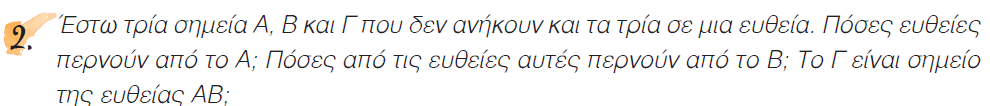 2. Έστω τρία σημεία Α, Β και Γ που δεν ανήκουν και τα τρία σε μια ευθεία. Πόσες ευθείες
περνούν από το Α; Πόσες από τις ευθείες αυτές περνούν από το Β; Το Γ είναι σημείο
της ευθείας ΑΒ;